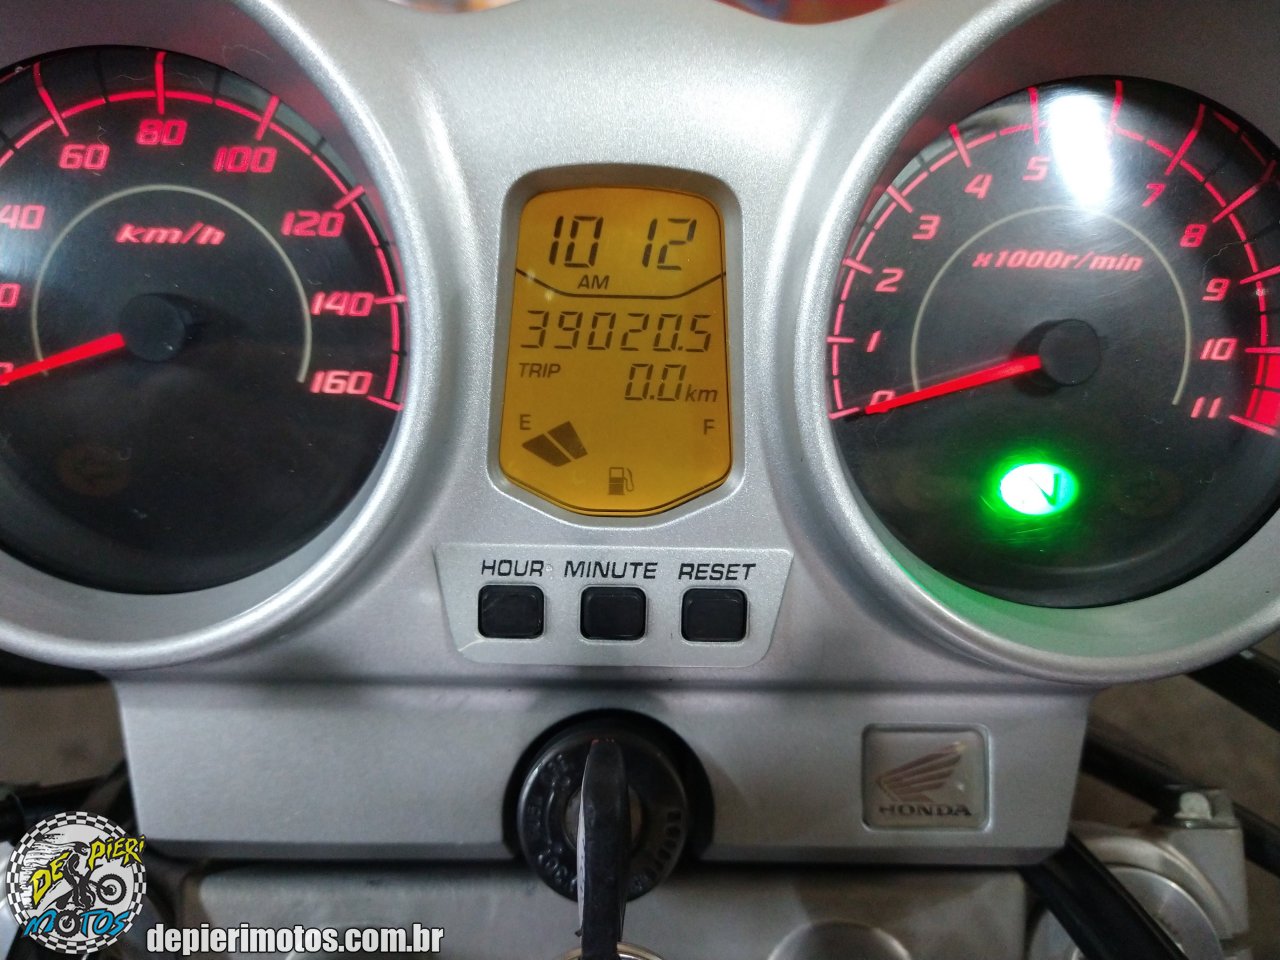 40
60
80
100
120
140
160
km/h
10 12
AM
39020.5
TRIP
0.0 km
E
F
0
1
2
3
4
5
7
8
9
10
11
x1000r/min
N
HOUR
MINUTE
RESET
HONDA
DE PIERI
MOTOS
depierimotos.com.br